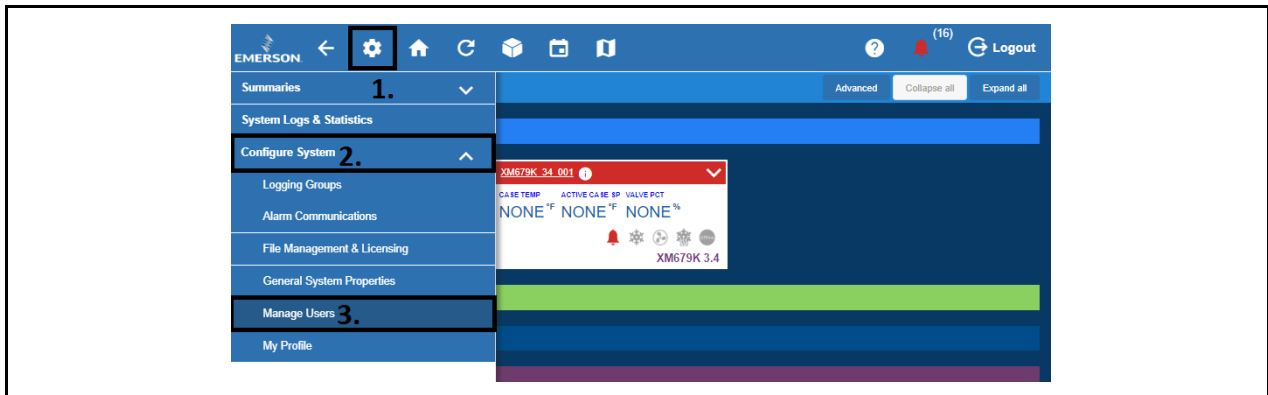 EMERSON.
(16)
Logout
Summaries
1.
Advanced
Collapse all
Expand all
System Logs & Statistics
Configure System
2.
Logging Groups
Alarm Communications
File Management & Licensing
General System Properties
Manage Users
3.
My Profile
XM679K_34_001
CASE TEMP ACTIVE CASE SP VALVE PCT
NONE °F NONE °F NONE %
XM679K 3.4